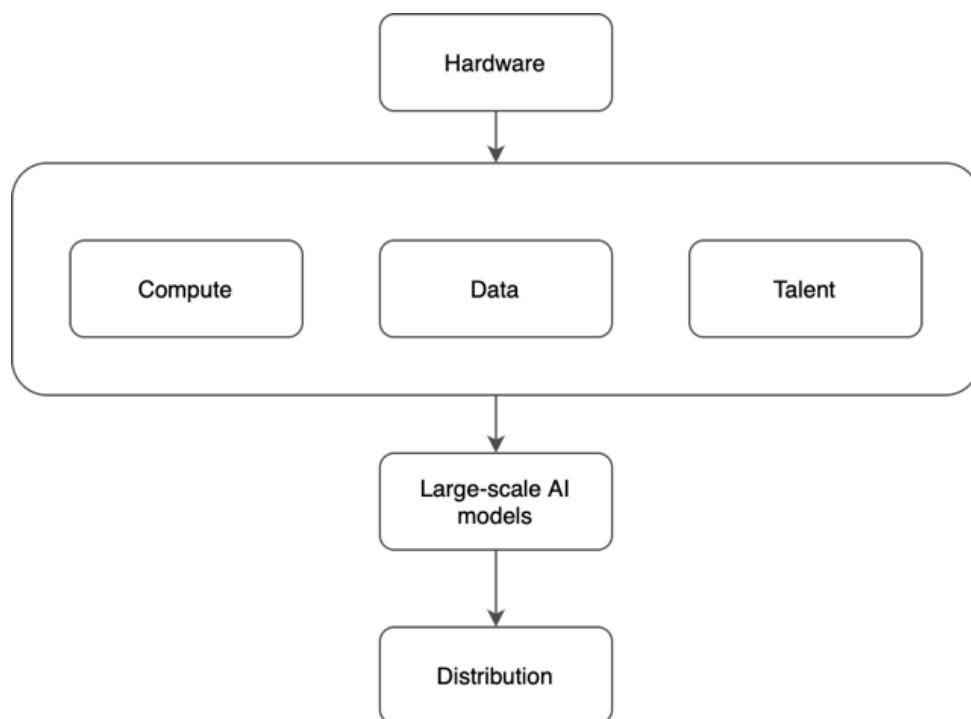 Hardware
Compute
Data
Talent
Large-scale AI
models
Distribution